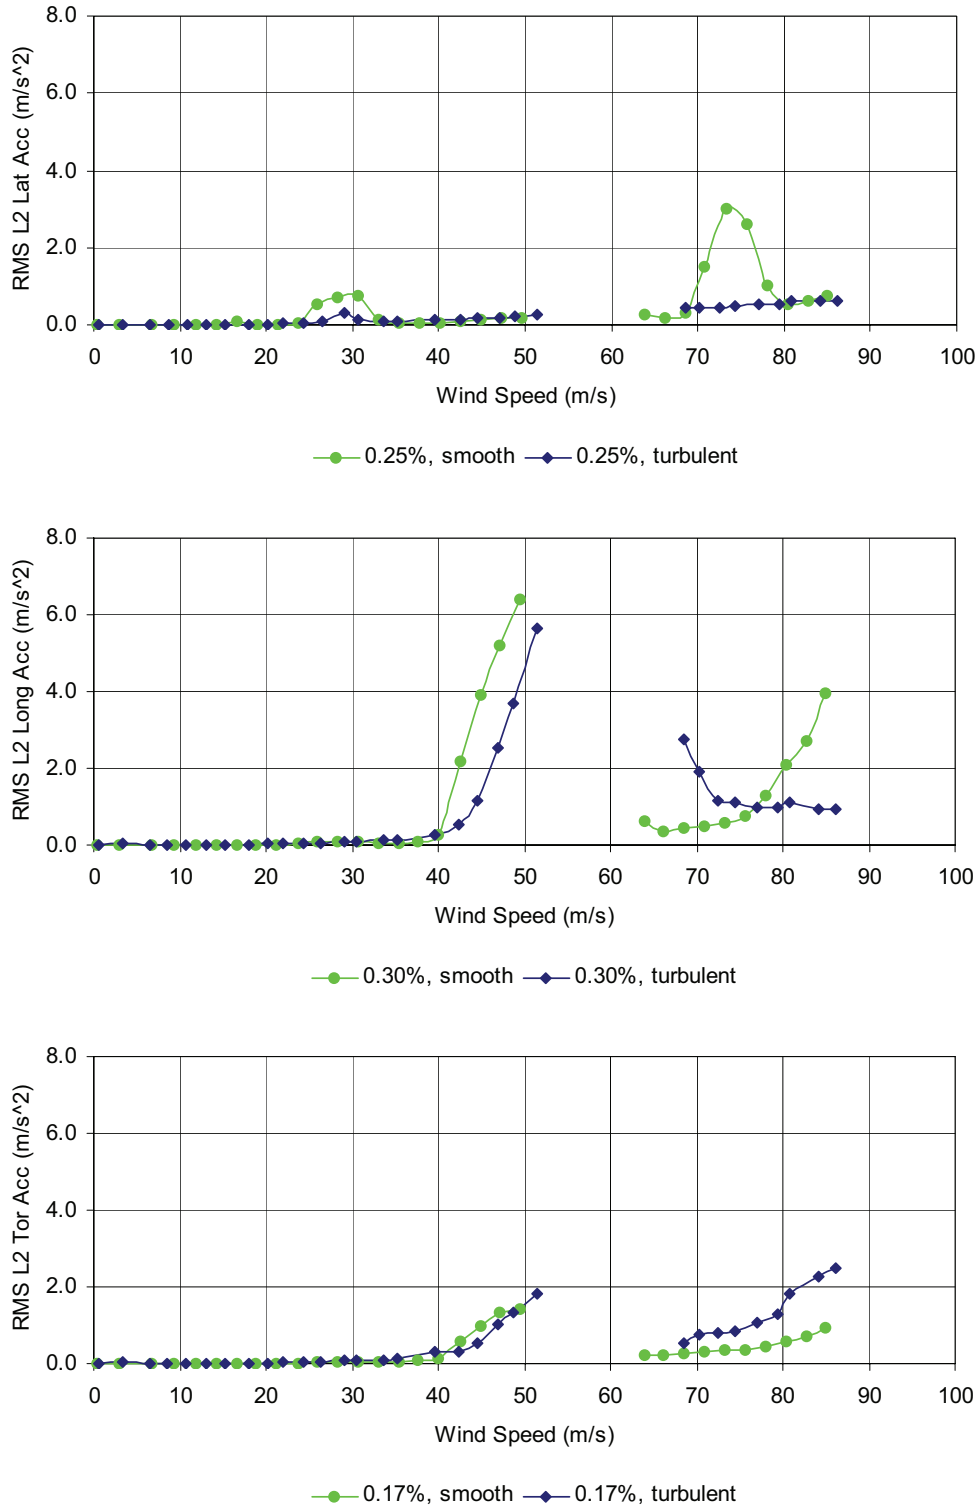 8.0
6.0
4.0
2.0
0.0
RMS L2 Lat Acc (m/s^2)
0 10 20 30 40 50 60 70 80 90 100
Wind Speed (m/s)
0.25%, smooth 0.25%, turbulent
8.0
6.0
4.0
2.0
0.0
RMS L2 Long Acc (m/s^2)
0 10 20 30 40 50 60 70 80 90 100
Wind Speed (m/s)
0.30%, smooth 0.30%, turbulent
8.0
6.0
4.0
2.0
0.0
RMS L2 Tor Acc (m/s^2)
0 10 20 30 40 50 60 70 80 90 100
Wind Speed (m/s)
0.17%, smooth 0.17%, turbulent